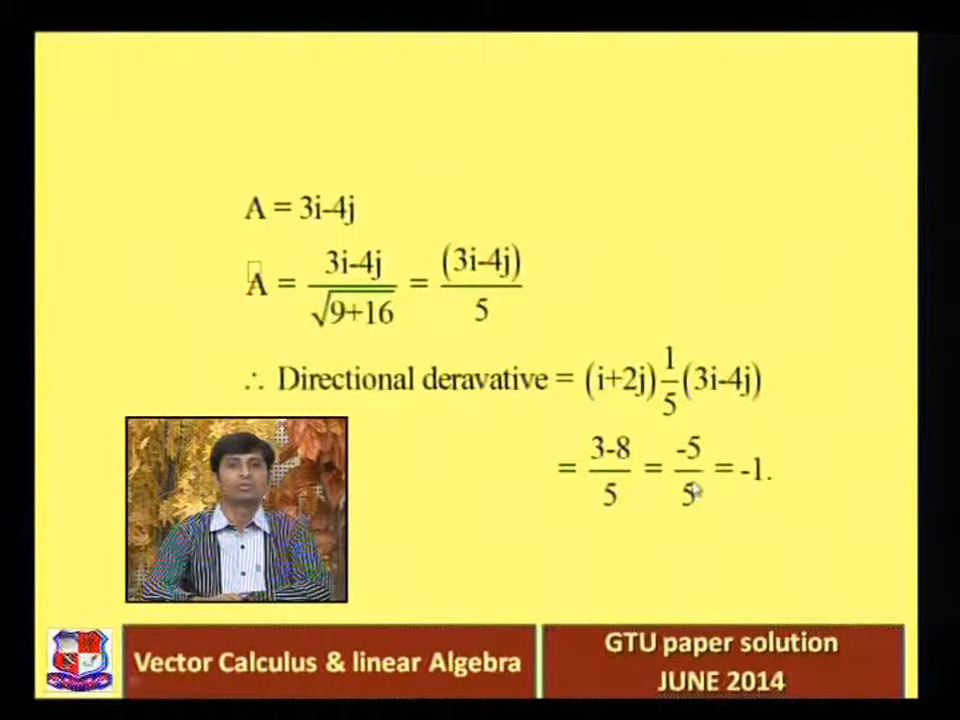 A = 3i-4j
A = 3i-4j / √9+16 = (3i-4j) / 5
∴ Directional deravative = (i+2j) 1/5 (3i-4j)
= 3-8 / 5 = -5 / 5 = -1.
Vector Calculus & linear Algebra
GTU paper solution
JUNE 2014